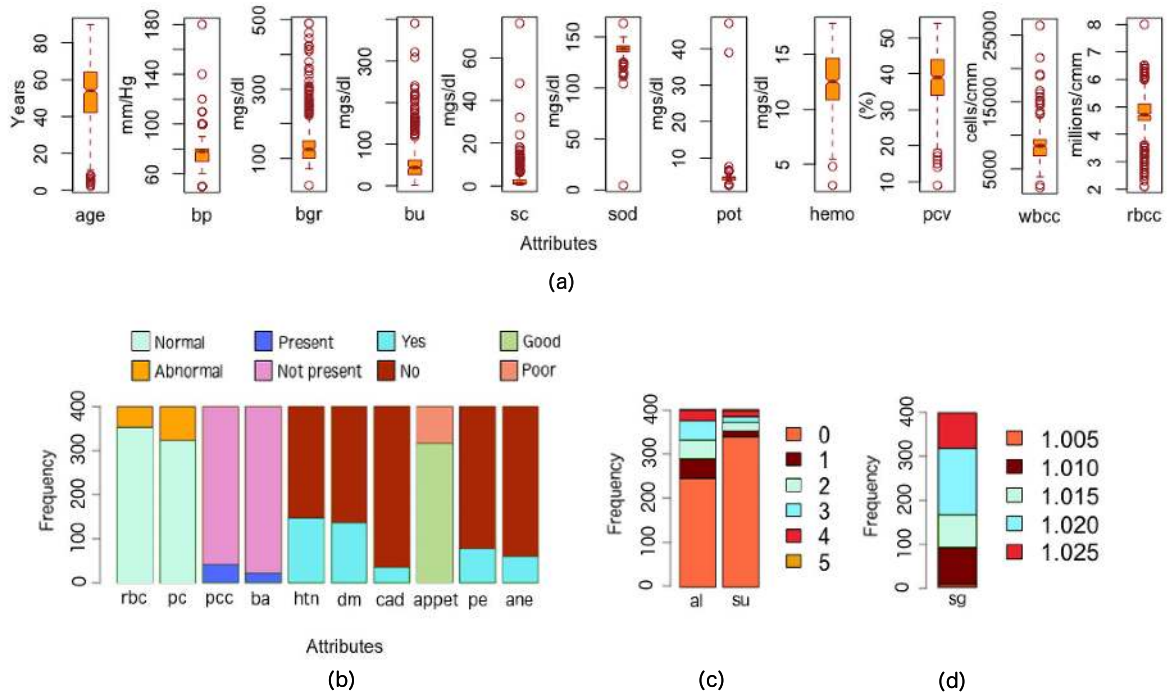 Years
0 20 40 60 80
age
mm/Hg
60 100 140 180
bp
mgs/dl
100 300 500
bgr
mgs/dl
0 100 300
bu
mgs/dl
0 20 40 60
sc
mgs/dl
0 50 100 150
sod
mgs/dl
10 20 30 40
pot
mgs/dl
5 10 15
hemo
(%)
10 20 30 40 50
pcv
cells/cmm
5000 15000 25000
wbcc
millions/cmm
2 3 4 5 6 7 8
rbcc
Attributes
(a)
Normal Present Yes Good
Abnormal Not present No Poor
Frequency
0 100 200 300 400
rbc pc pcc ba htn dm cad appet pe ane
Attributes
(b)
Frequency
0 100 200 300 400
al su
0
1
2
3
4
5
(c)
Frequency
0 100 200 300 400
sg
1.005
1.010
1.015
1.020
1.025
(d)